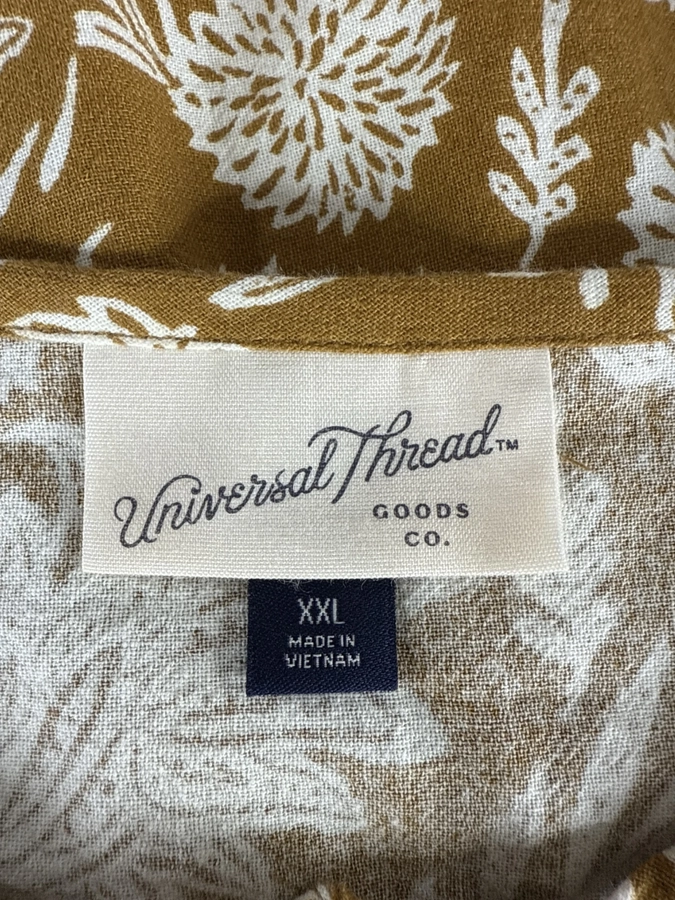 Universal Thread™
GOODS
CO.
XXL
MADE IN
VIETNAM